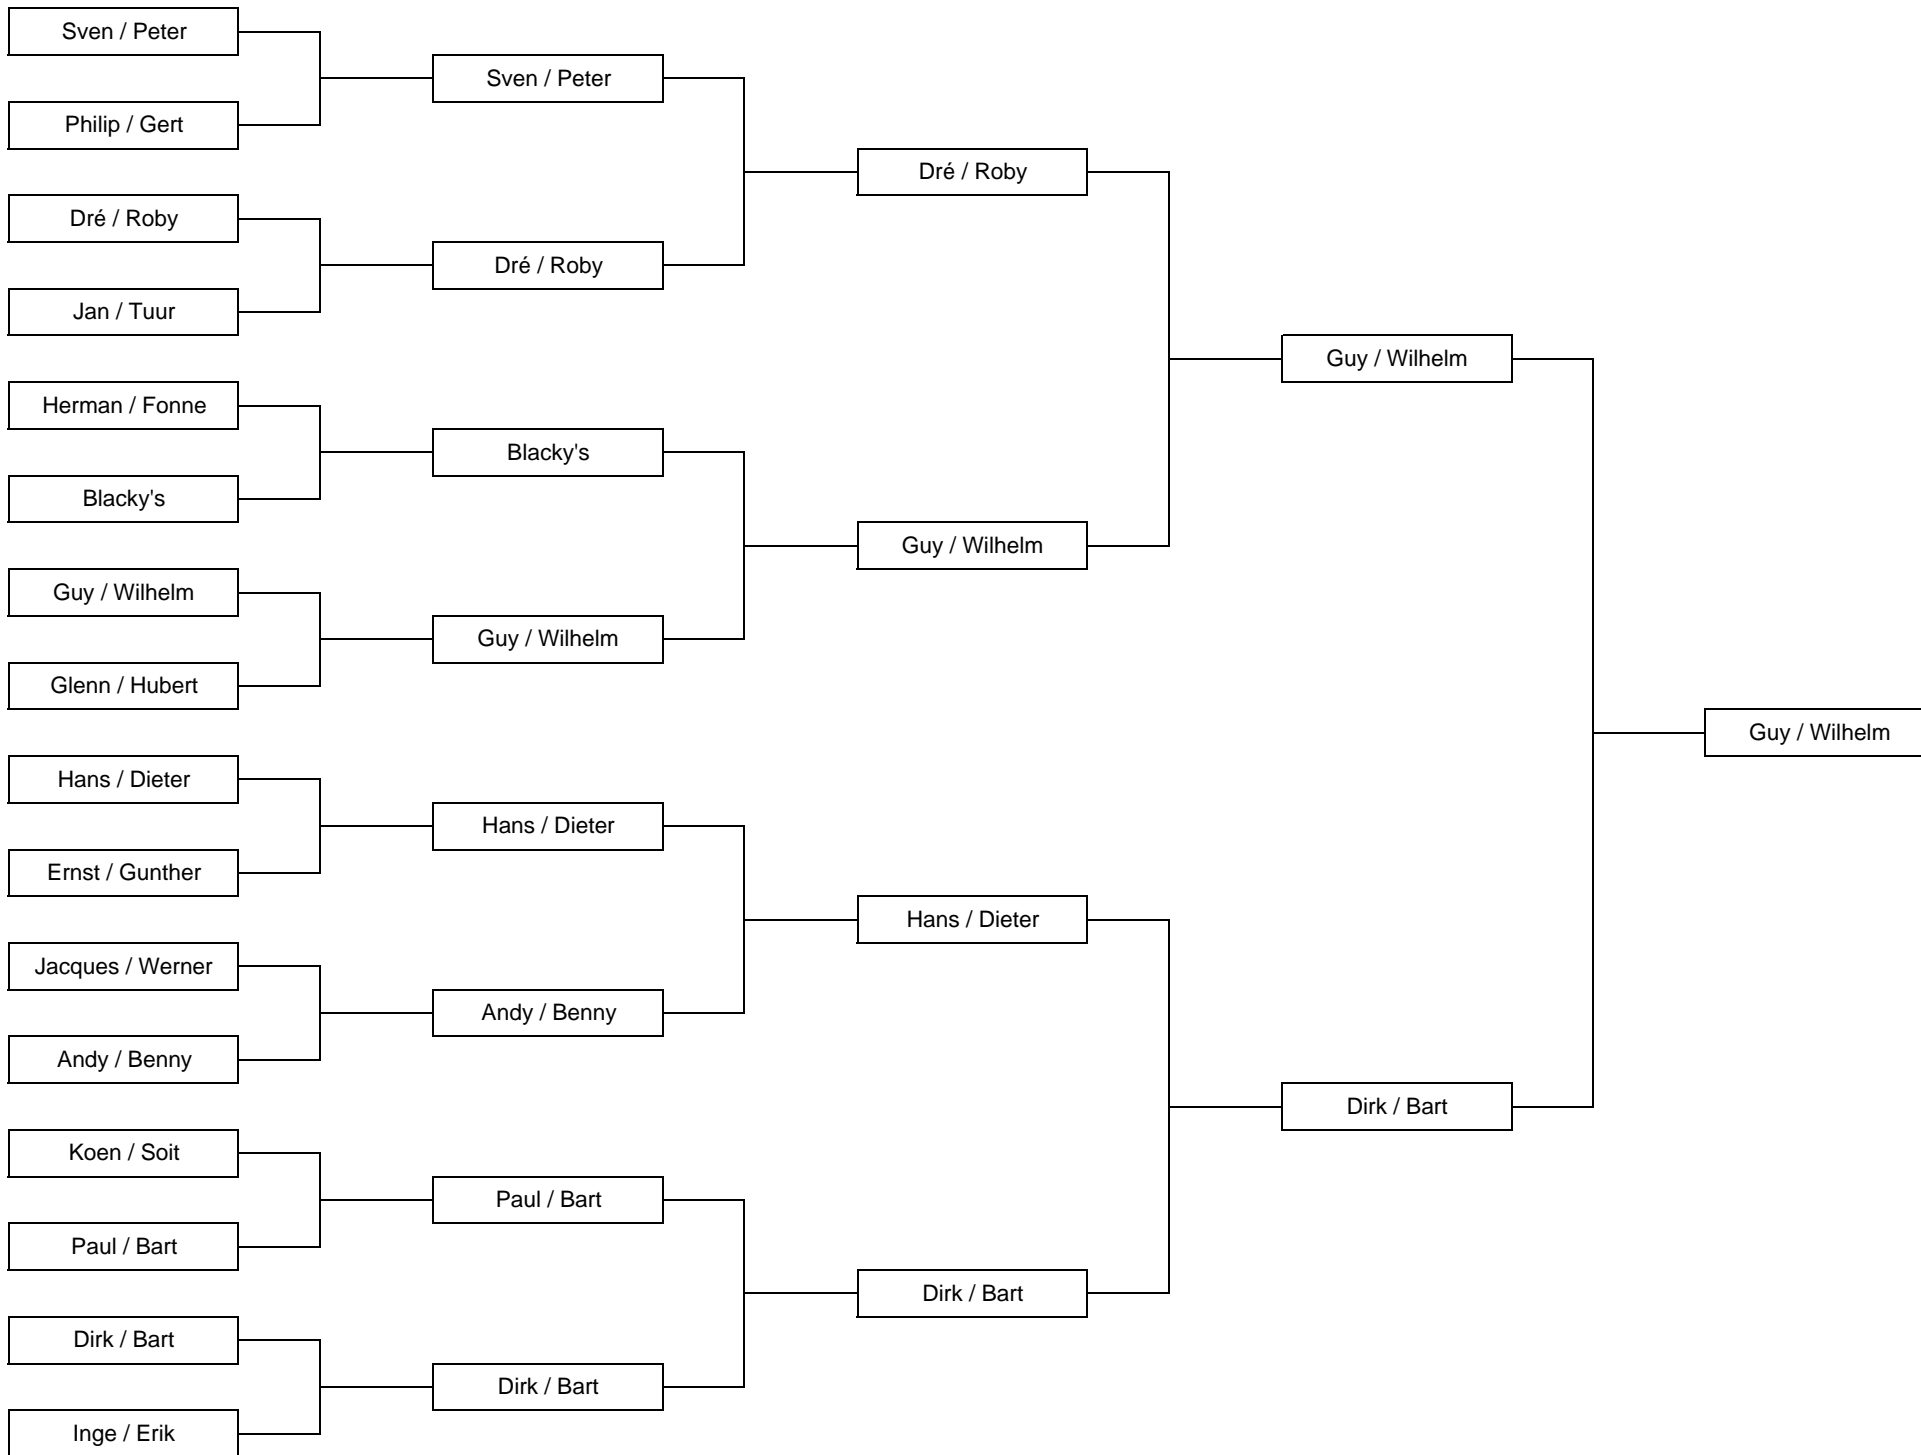 Sven / Peter
Philip / Gert
Dré / Roby
Jan / Tuur
Herman / Fonne
Blacky's
Guy / Wilhelm
Glenn / Hubert
Hans / Dieter
Ernst / Gunther
Jacques / Werner
Andy / Benny
Koen / Soit
Paul / Bart
Dirk / Bart
Inge / Erik
Sven / Peter
Dré / Roby
Blacky's
Guy / Wilhelm
Hans / Dieter
Andy / Benny
Paul / Bart
Dirk / Bart
Dré / Roby
Guy / Wilhelm
Hans / Dieter
Dirk / Bart
Guy / Wilhelm
Dirk / Bart
Guy / Wilhelm